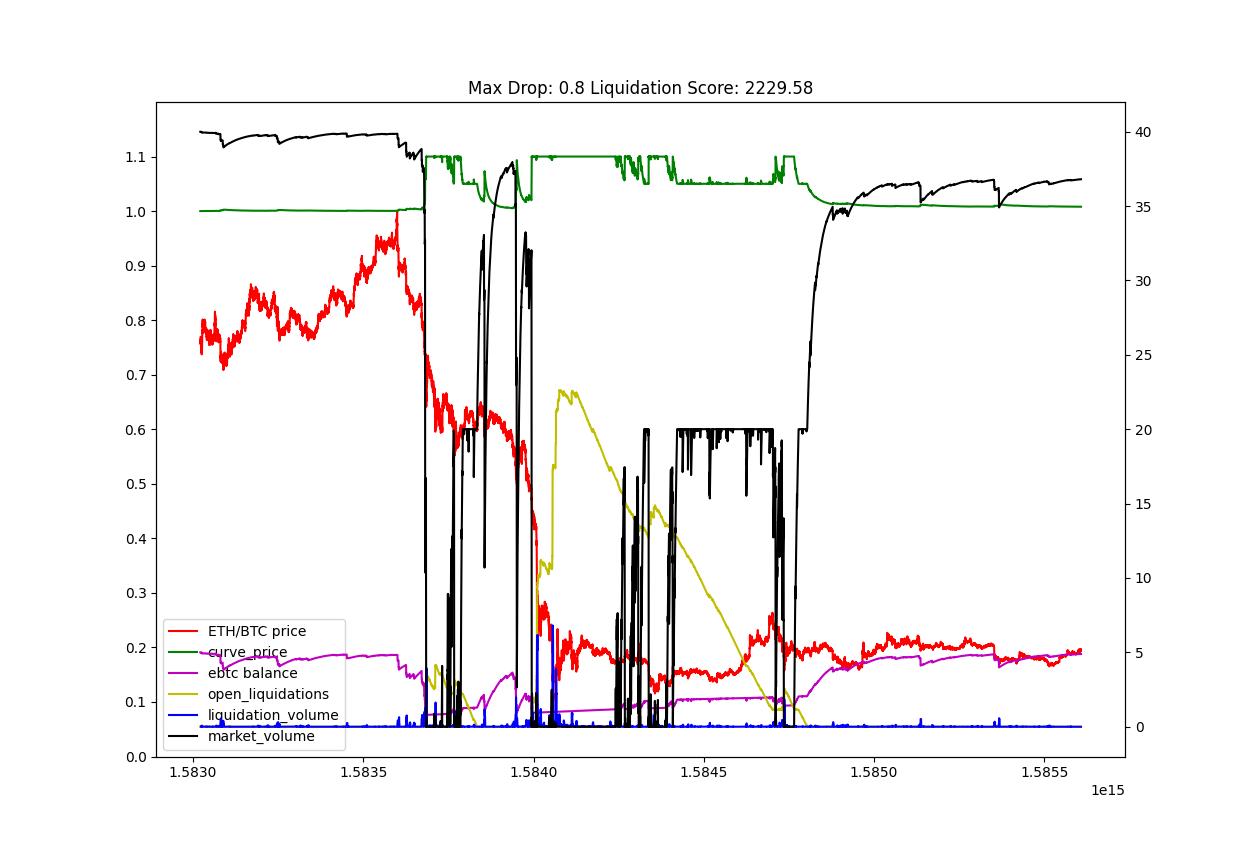 Max Drop: 0.8 Liquidation Score: 2229.58
1.1
1.0
0.9
0.8
0.7
0.6
0.5
0.4
0.3
0.2
0.1
0.0
40
35
30
25
20
15
10
5
0
ETH/BTC price
curve_price
ebtc balance
open_liquidations
liquidation_volume
market_volume
1.5830 1.5835 1.5840 1.5845 1.5850 1.5855
1e15